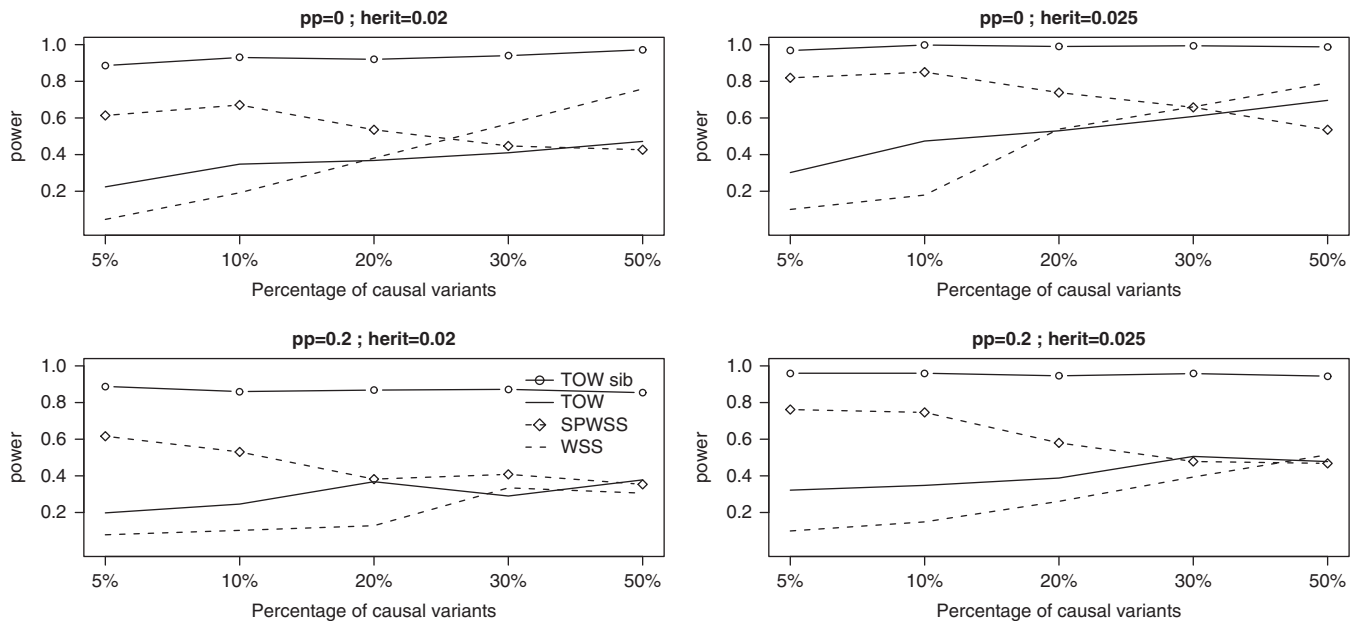 pp=0 ; herit=0.02
power
1.0
0.8
0.6
0.4
0.2
5% 10% 20% 30% 50%
Percentage of causal variants
pp=0 ; herit=0.025
power
1.0
0.8
0.6
0.4
0.2
5% 10% 20% 30% 50%
Percentage of causal variants
pp=0.2 ; herit=0.02
power
1.0
0.8
0.6
0.4
0.2
TOW sib
TOW
SPWSS
WSS
5% 10% 20% 30% 50%
Percentage of causal variants
pp=0.2 ; herit=0.025
power
1.0
0.8
0.6
0.4
0.2
5% 10% 20% 30% 50%
Percentage of causal variants